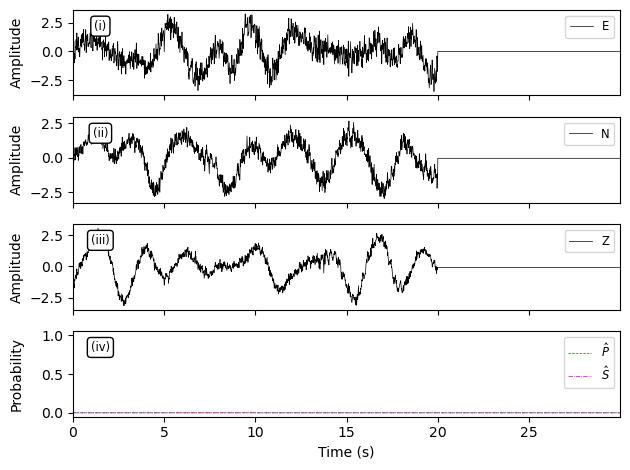 Amplitude
2.5
0.0
−2.5
(i)
E
Amplitude
2.5
0.0
−2.5
(ii)
N
Amplitude
2.5
0.0
−2.5
(iii)
Z
Probability
1.0
0.5
0.0
(iv)
P̂
Ŝ
0 5 10 15 20 25
Time (s)